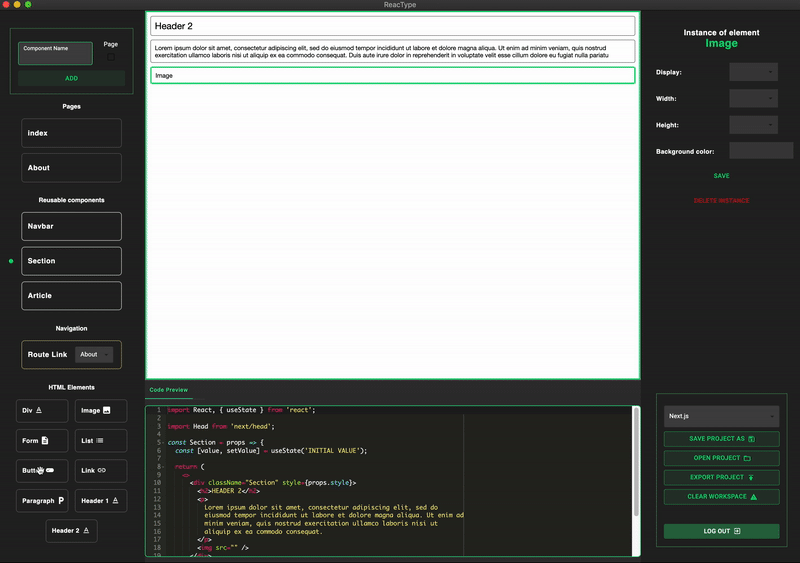 ReacType
Component Name
Page
ADD
Pages
index
About
Reusable components
Navbar
Section
Article
Navigation
Route Link
About
HTML Elements
Div
Image
Form
List
Button
Link
Paragraph
Header 1
Header 2
Header 2
Lorem ipsum dolor sit amet, consectetur adipiscing elit, sed do eiusmod tempor incididunt ut labore et dolore magna aliqua. Ut enim ad minim veniam, quis nostrud
exercitation ullamco laboris nisi ut aliquip ex ea commodo consequat. Duis aute irure dolor in reprehenderit in voluptate velit esse cillum dolore eu fugiat nulla pariatu
Image
Code Preview
1 import React, { useState } from 'react';
2
3 import Head from 'next/head';
4
5 const Section = props => {
6 const [value, setValue] = useState('INITIAL VALUE');
7
8 return (
9 <>
10 <div className="Section" style={props.style}>
11 <h2>HEADER 2</h2>
12 <p>
13 Lorem ipsum dolor sit amet, consectetur adipiscing elit, sed do
14 eiusmod tempor incididunt ut labore et dolore magna aliqua. Ut enim ad
15 minim veniam, quis nostrud exercitation ullamco laboris nisi ut
16 aliquip ex ea commodo consequat.
17 </p>
18 <img src="" />
19 </div>
Instance of element
Image
Display:
Width:
Height:
Background color:
SAVE
DELETE INSTANCE
Next.js
SAVE PROJECT AS
OPEN PROJECT
EXPORT PROJECT
CLEAR WORKSPACE
LOG OUT